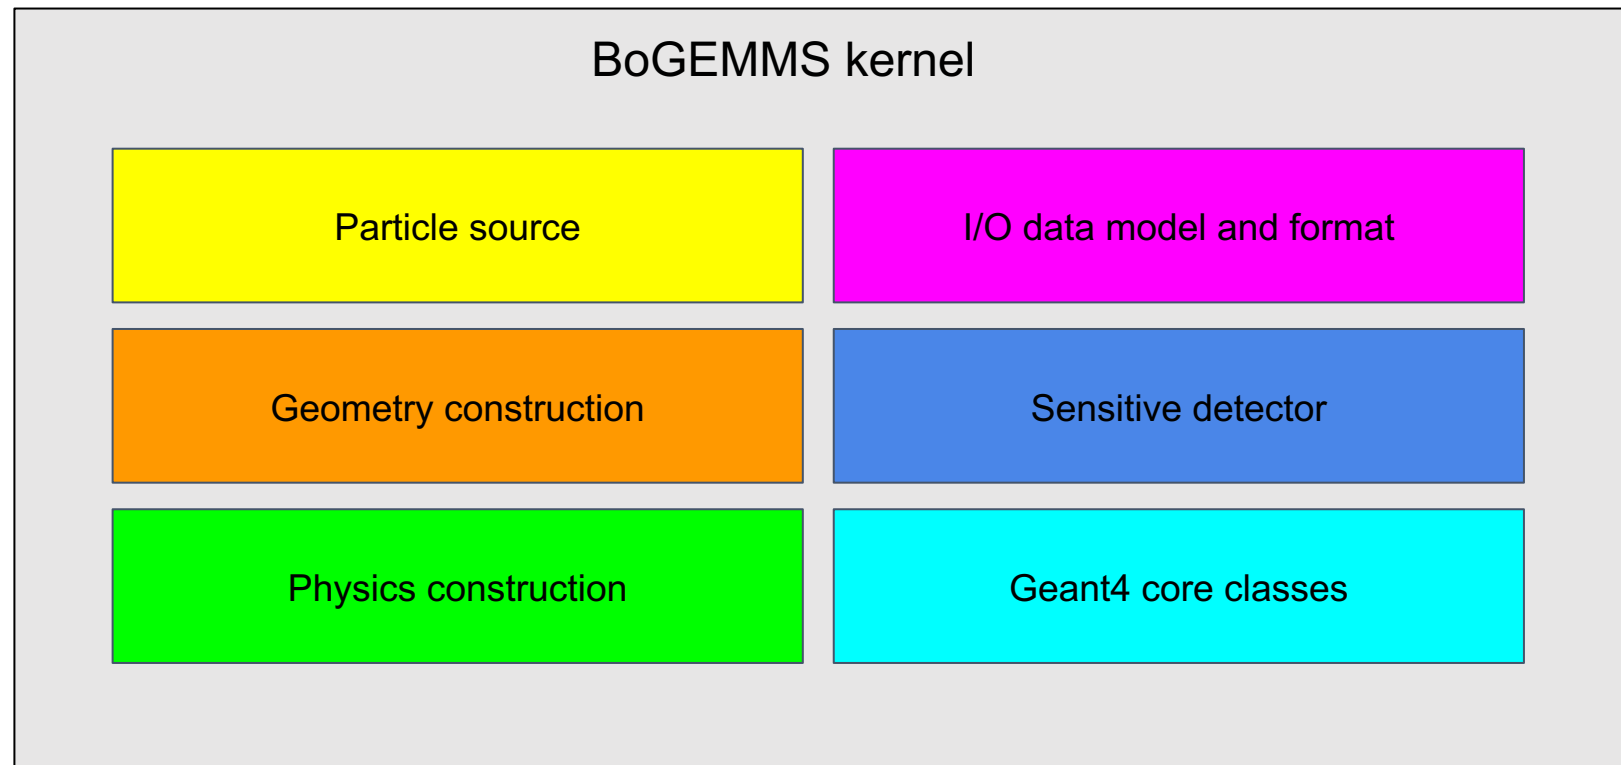 BoGEMMS kernel
Particle source
I/O data model and format
Geometry construction
Sensitive detector
Physics construction
Geant4 core classes